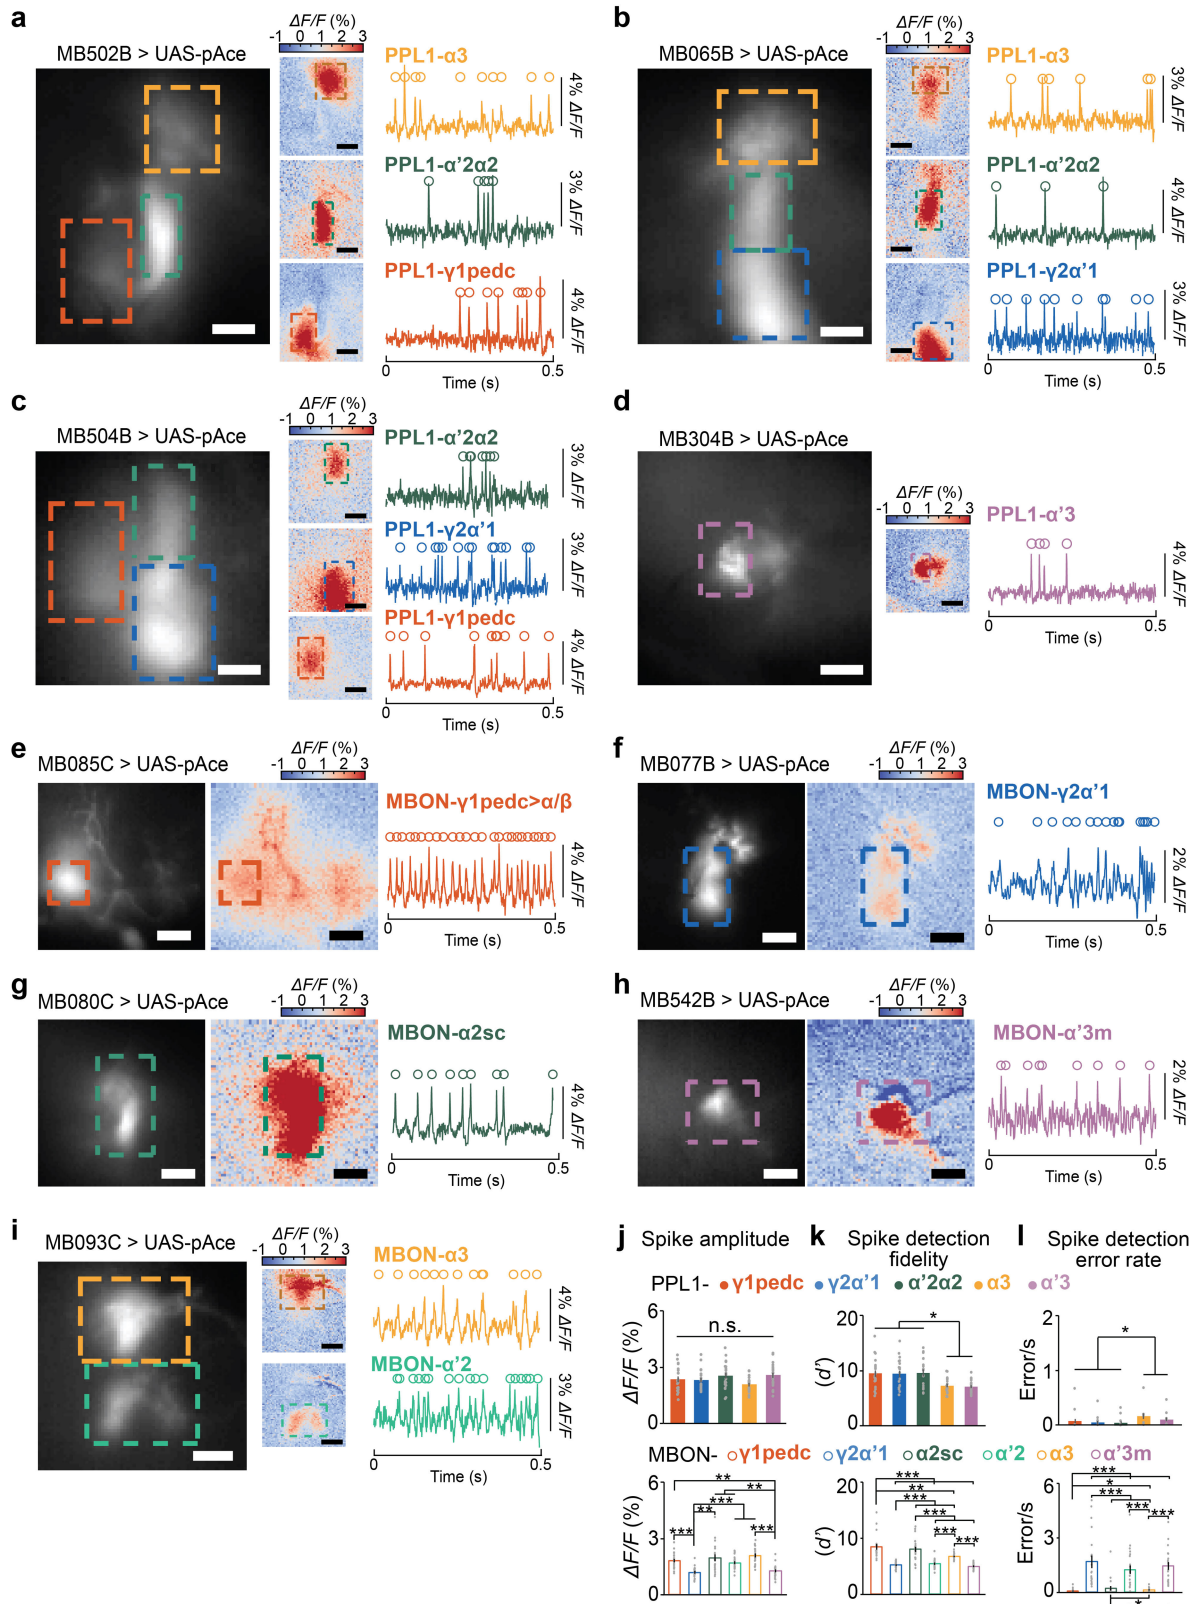 a
MB502B > UAS-pAce
ΔF/F (%)
-1 0 1 2 3
PPL1-α3
4% ΔF/F
PPL1-α'2α2
3% ΔF/F
PPL1-γ1pedc
4% ΔF/F
0 0.5
Time (s)
b
MB065B > UAS-pAce
ΔF/F (%)
-1 0 1 2 3
PPL1-α3
3% ΔF/F
PPL1-α'2α2
4% ΔF/F
PPL1-γ2α'1
3% ΔF/F
0 0.5
Time (s)
c
MB504B > UAS-pAce
ΔF/F (%)
-1 0 1 2 3
PPL1-α'2α2
3% ΔF/F
PPL1-γ2α'1
3% ΔF/F
PPL1-γ1pedc
4% ΔF/F
0 0.5
Time (s)
d
MB304B > UAS-pAce
ΔF/F (%)
-1 0 1 2 3
PPL1-α'3
4% ΔF/F
0 0.5
Time (s)
e
MB085C > UAS-pAce
ΔF/F (%)
-1 0 1 2 3
MBON-γ1pedc>α/β
4% ΔF/F
0 0.5
Time (s)
f
MB077B > UAS-pAce
ΔF/F (%)
-1 0 1 2 3
MBON-γ2α'1
2% ΔF/F
0 0.5
Time (s)
g
MB080C > UAS-pAce
ΔF/F (%)
-1 0 1 2 3
MBON-α2sc
4% ΔF/F
0 0.5
Time (s)
h
MB542B > UAS-pAce
ΔF/F (%)
-1 0 1 2 3
MBON-α'3m
2% ΔF/F
0 0.5
Time (s)
i
MB093C > UAS-pAce
ΔF/F (%)
-1 0 1 2 3
MBON-α3
4% ΔF/F
MBON-α'2
3% ΔF/F
0 0.5
Time (s)
j Spike amplitude
k Spike detection fidelity
l Spike detection error rate
PPL1- γ1pedc γ2α'1 α'2α2 α3 α'3
ΔF/F (%)
6
3
0
n.s.
(d')
20
10
0
*
Error/s
2
1
0
*
MBON- γ1pedc γ2α'1 α2sc α'2 α3 α'3m
ΔF/F (%)
6
3
0
**
**
***
**
***
***
(d')
20
10
0
***
**
***
***
***
***
Error/s
6
3
0
***
*
***
***
***
*